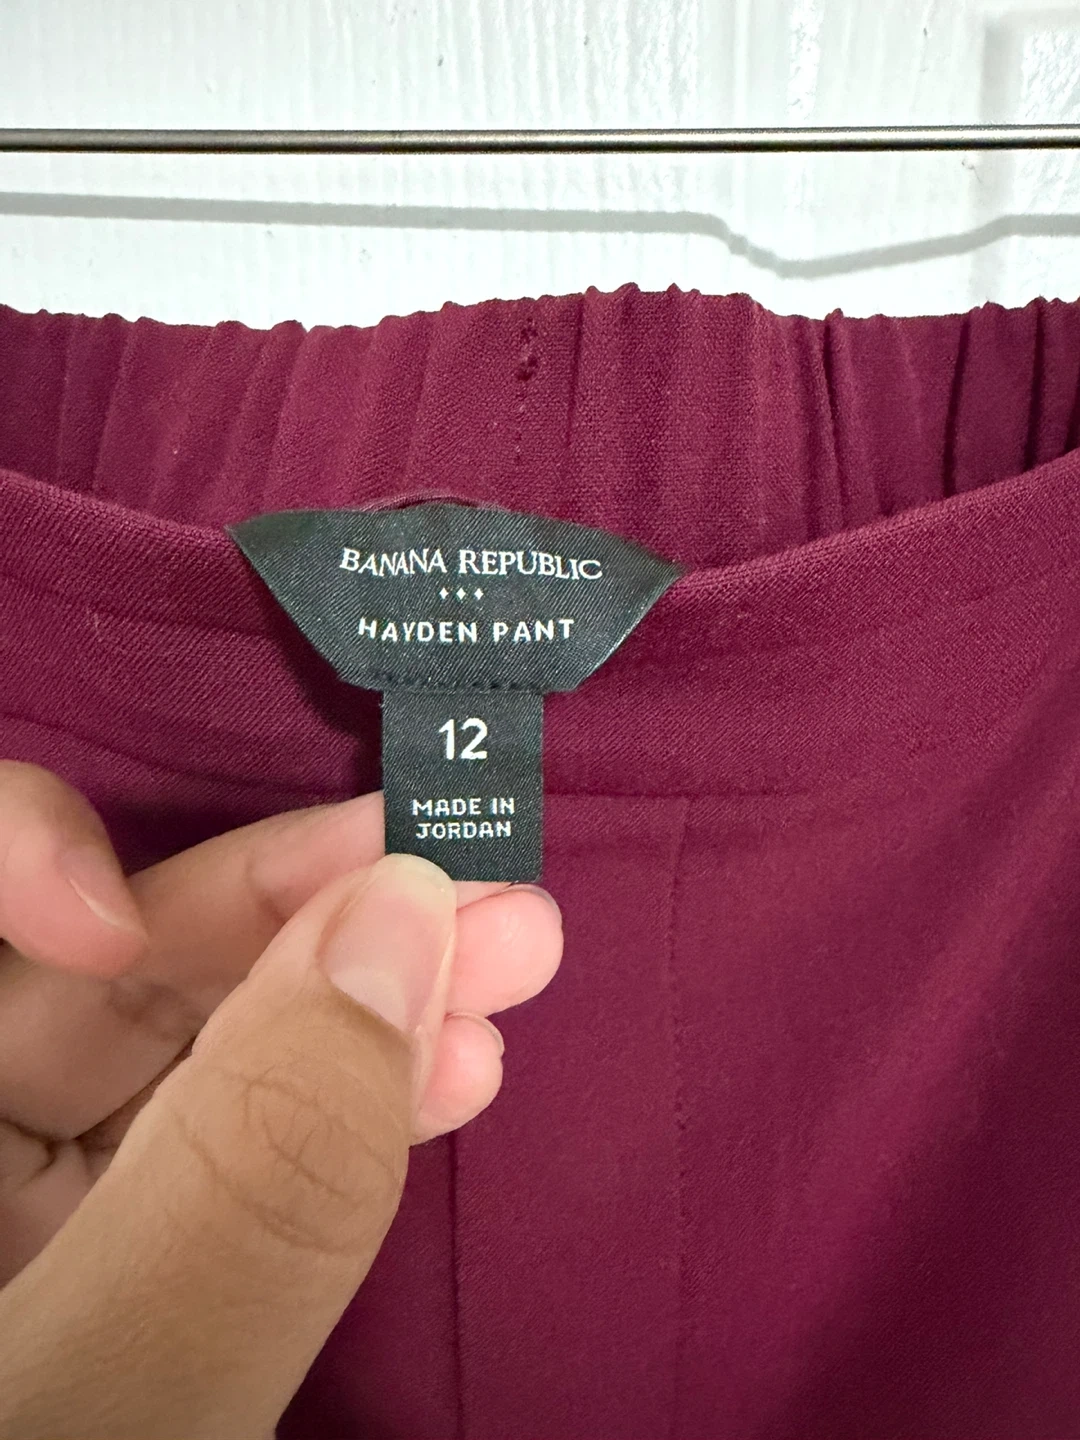 BANANA REPUBLIC
HAYDEN PANT
12
MADE IN
JORDAN